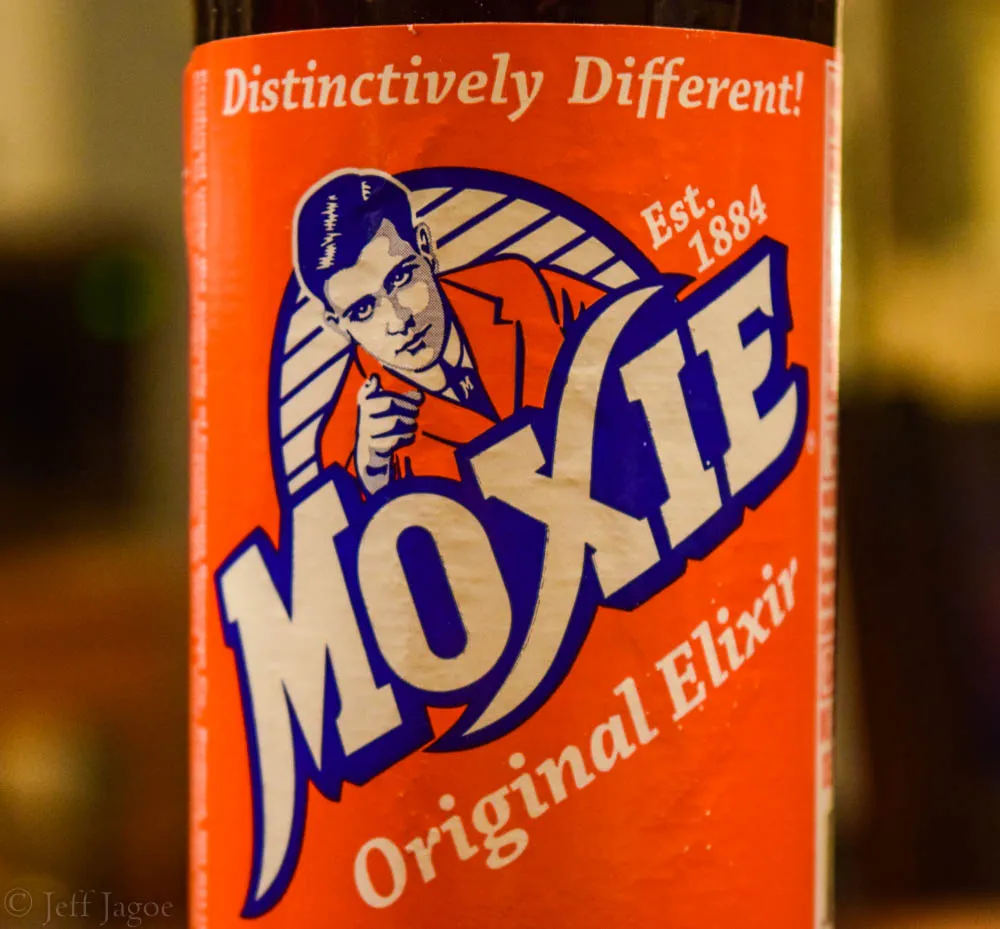 Distinctively Different!
Est.
1884
M
MOXIE
Original Elixir
© Jeff Jagoe